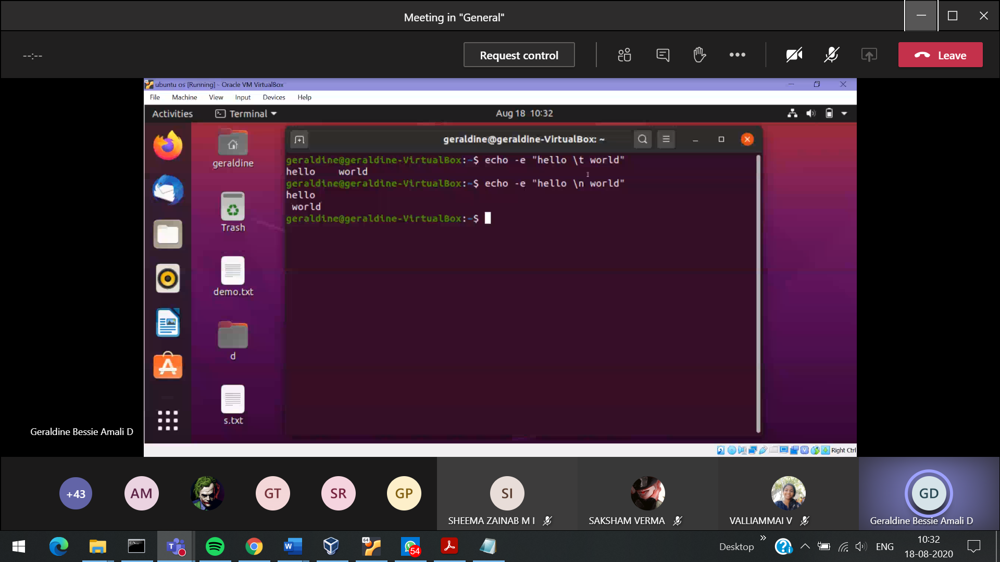 Meeting in "General"
--:--
Request control
Leave
ubuntu os [Running] - Oracle VM VirtualBox
File Machine View Input Devices Help
Activities Terminal Aug 18 10:32
geraldine@geraldine-VirtualBox: ~
geraldine@geraldine-VirtualBox:~$ echo -e "hello \t world"
hello    world
geraldine@geraldine-VirtualBox:~$ echo -e "hello \n world"
hello
 world
geraldine@geraldine-VirtualBox:~$
geraldine
Trash
demo.txt
d
s.txt
Geraldine Bessie Amali D
Right Ctrl
+43
AM
GT
SR
GP
SI
GD
SHEEMA ZAINAB M I
SAKSHAM VERMA
VALLIAMMAI V
Geraldine Bessie Amali D
64
54
Desktop
ENG
10:32
18-08-2020